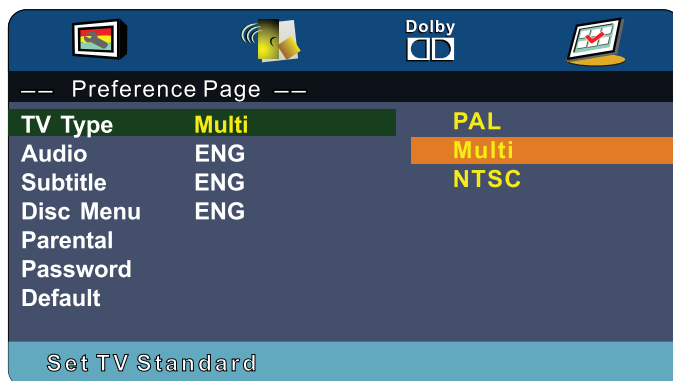 Dolby
-- Preference Page --
TV Type Multi PAL
Audio ENG Multi
Subtitle ENG NTSC
Disc Menu ENG
Parental
Password
Default
Set TV Standard